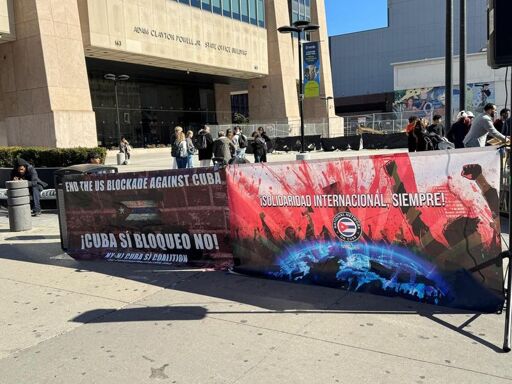 ADAM CLAYTON POWELL JR. STATE OFFICE BUILDING
163
END THE US BLOCKADE AGAINST CUBA
¡CUBA SÍ BLOQUEO NO!
NY-NJ CUBA SÍ COALITION
¡SOLIDARIDAD INTERNACIONAL, SIEMPRE!